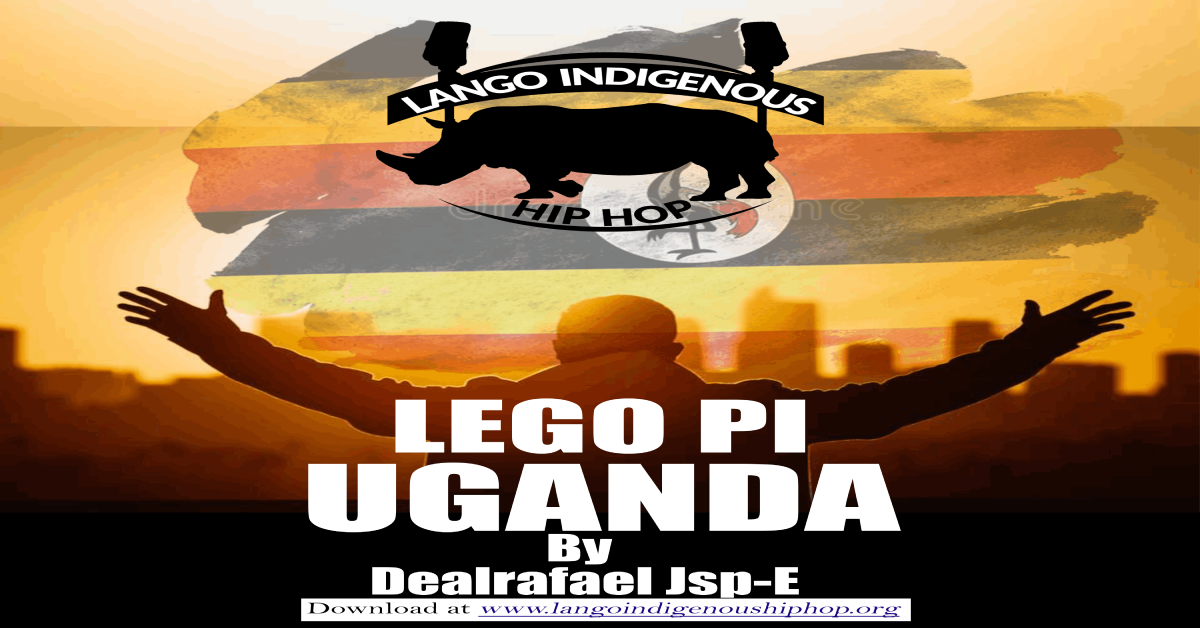 LANGO INDIGENOUS
HIP HOP
LEGO PI
UGANDA
By
Dealrafael Jsp-E
Download at www.langoindigenoushiphop.org